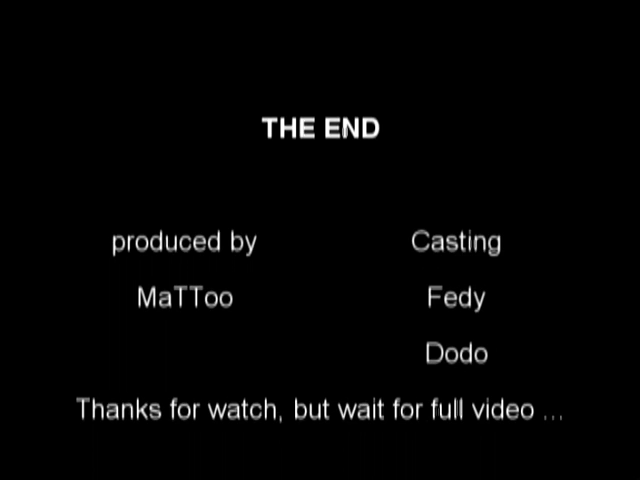 THE END
produced by
Casting
MaTToo
Fedy
Dodo
Thanks for watch, but wait for full video ...